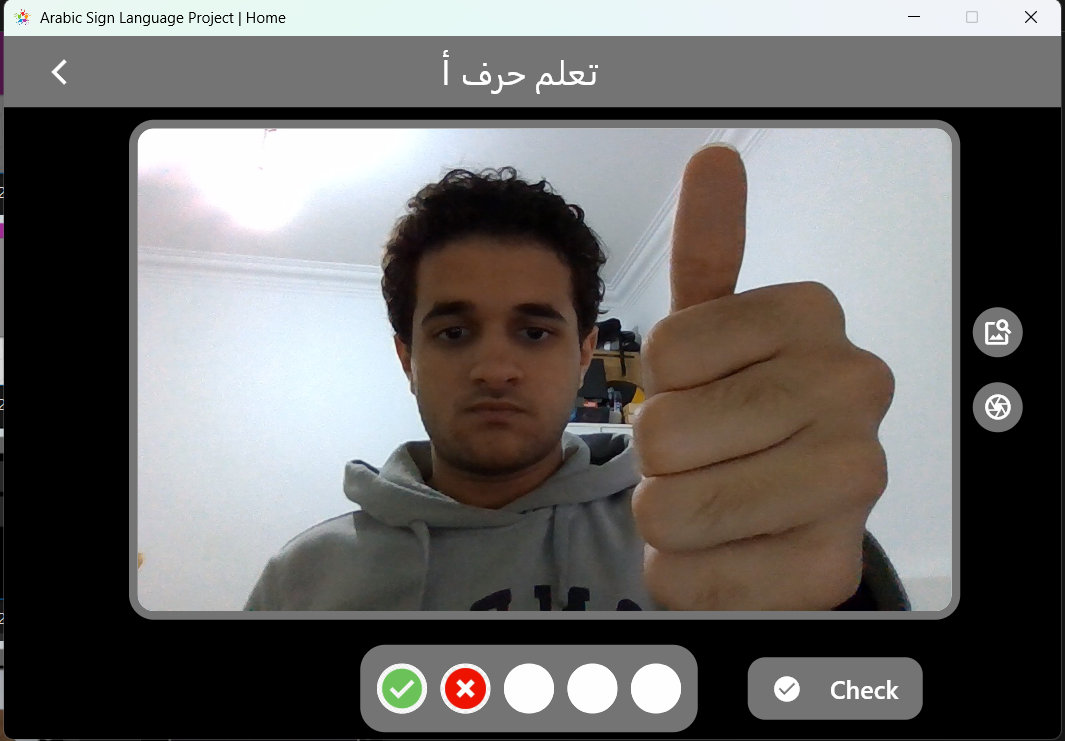 Arabic Sign Language Project | Home
تعلم حرف أ
Check